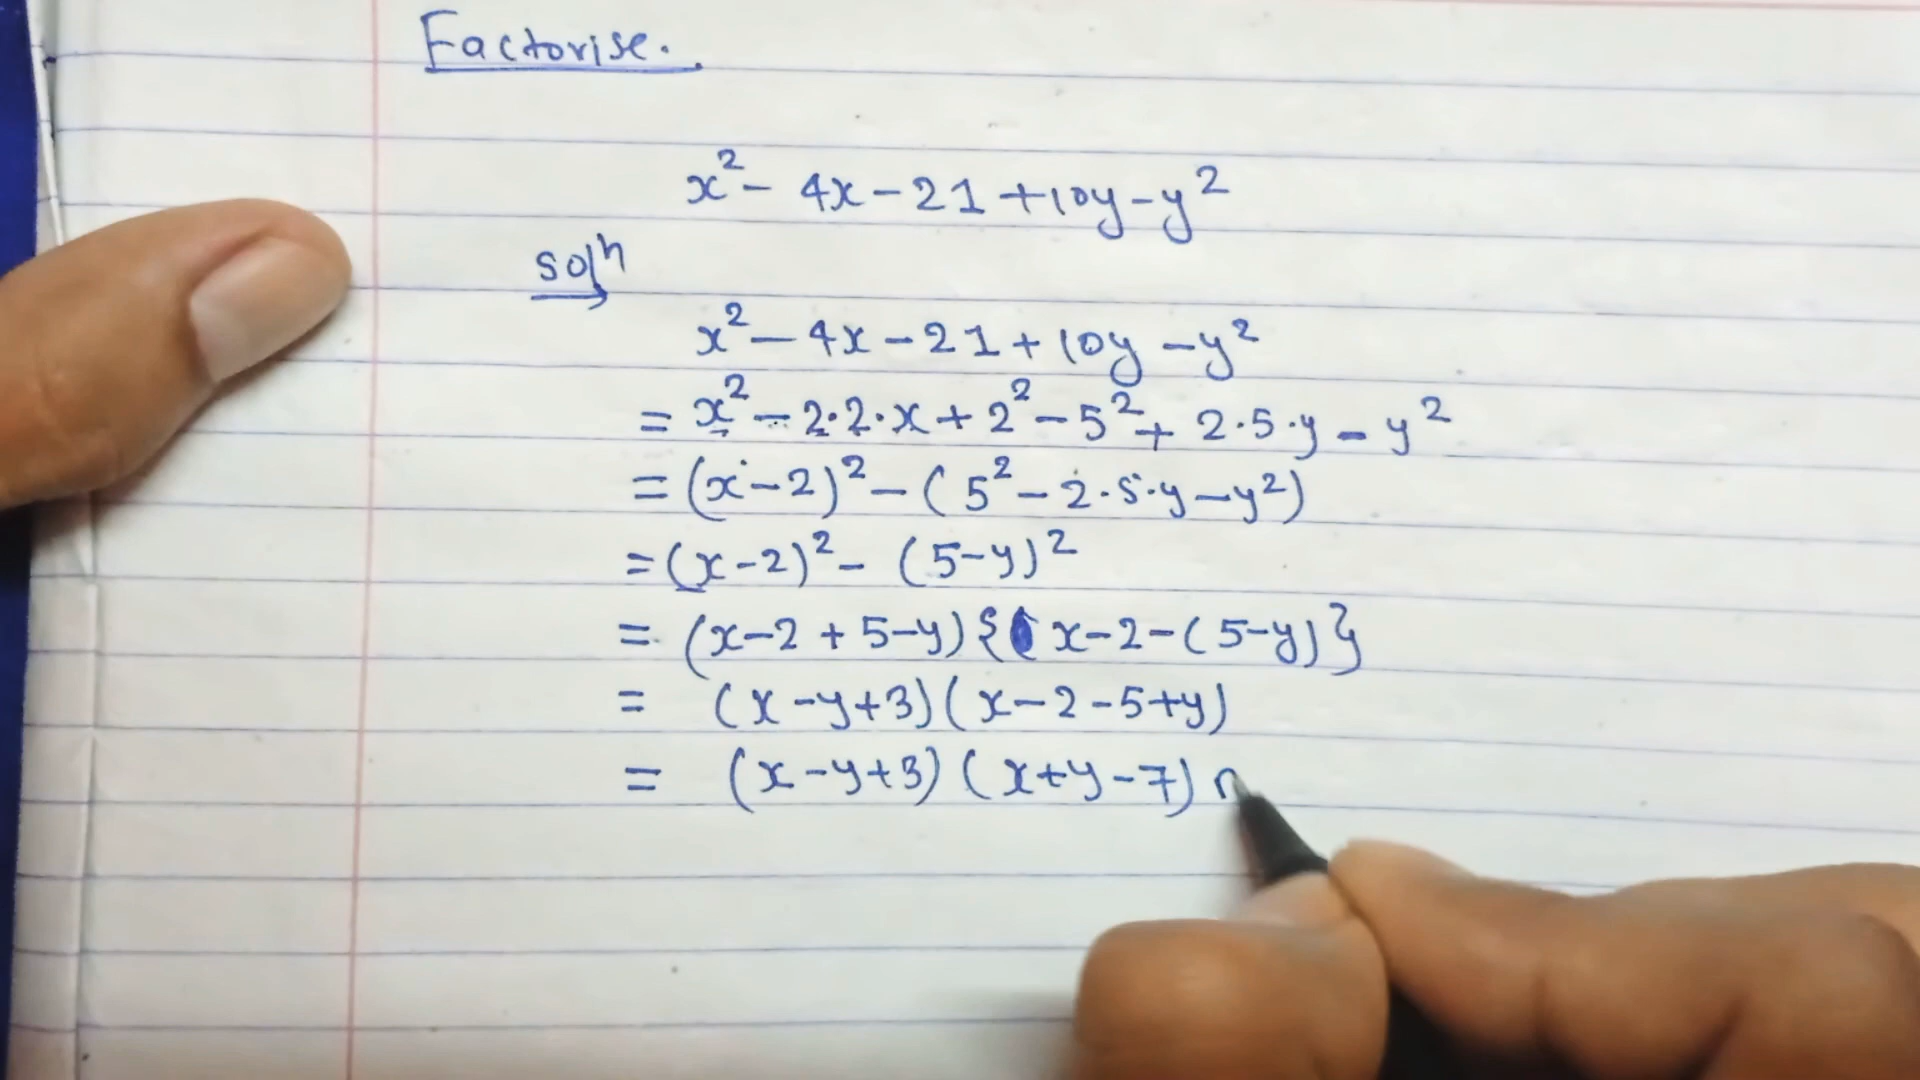 Factorise.
x² - 4x - 21 + 10y - y²
Solⁿ
x² - 4x - 21 + 10y - y²
= x² - 2·2·x + 2² - 5² + 2·5·y - y²
= (x - 2)² - (5² - 2·5·y - y²)
= (x - 2)² - (5 - y)²
= (x - 2 + 5 - y) { x - 2 - (5 - y) }
= (x - y + 3) (x - 2 - 5 + y)
= (x - y + 3) (x + y - 7)